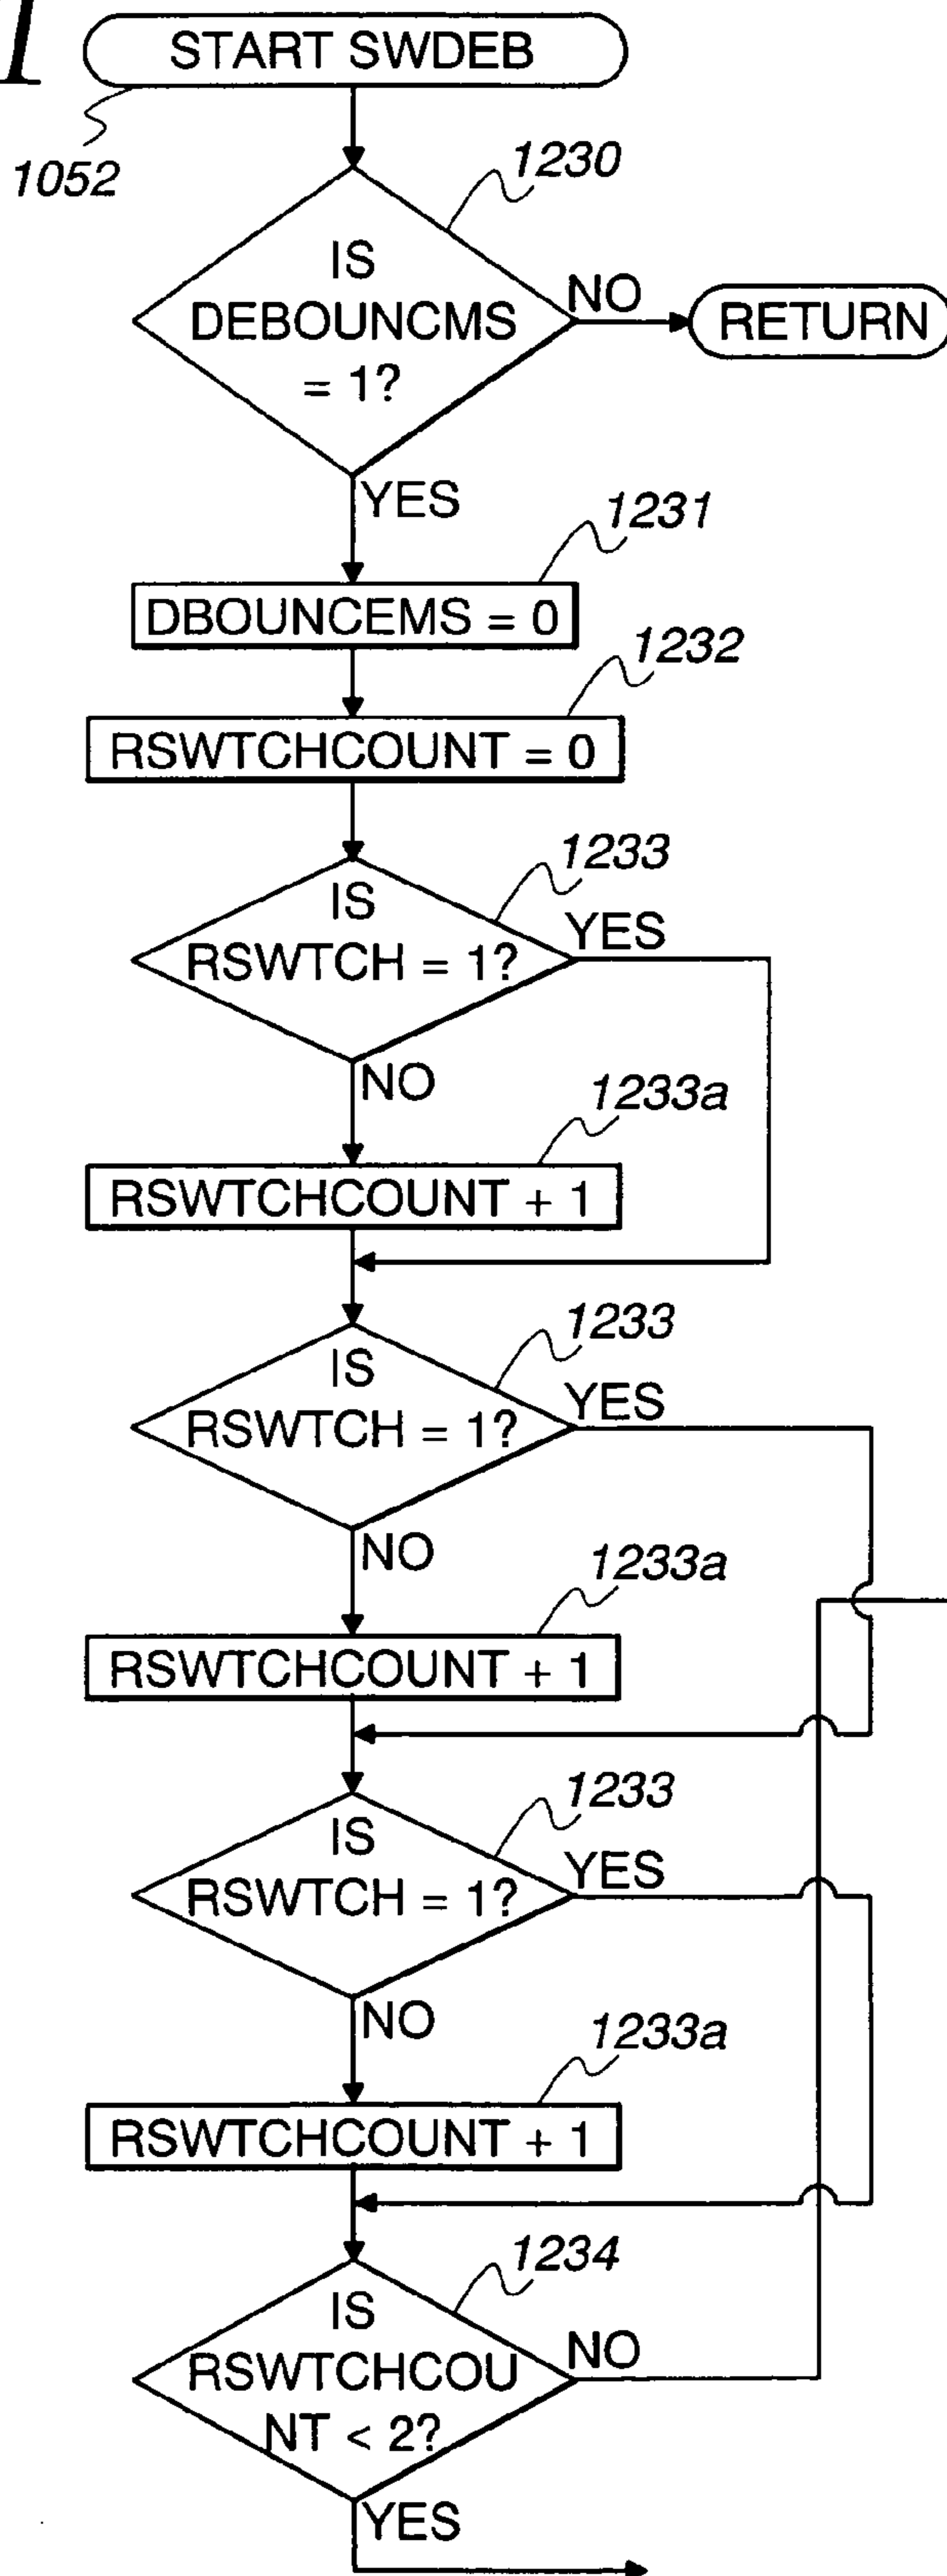 START SWDEB
1052
1230
IS
DEBOUNCMS
= 1?
NO
RETURN
YES
1231
DBOUNCEMS = 0
1232
RSWTCHCOUNT = 0
1233
IS
RSWTCH = 1?
YES
NO
1233a
RSWTCHCOUNT + 1
1233
IS
RSWTCH = 1?
YES
NO
1233a
RSWTCHCOUNT + 1
1233
IS
RSWTCH = 1?
YES
NO
1233a
RSWTCHCOUNT + 1
1234
IS
RSWTCHCOU
NT < 2?
NO
YES